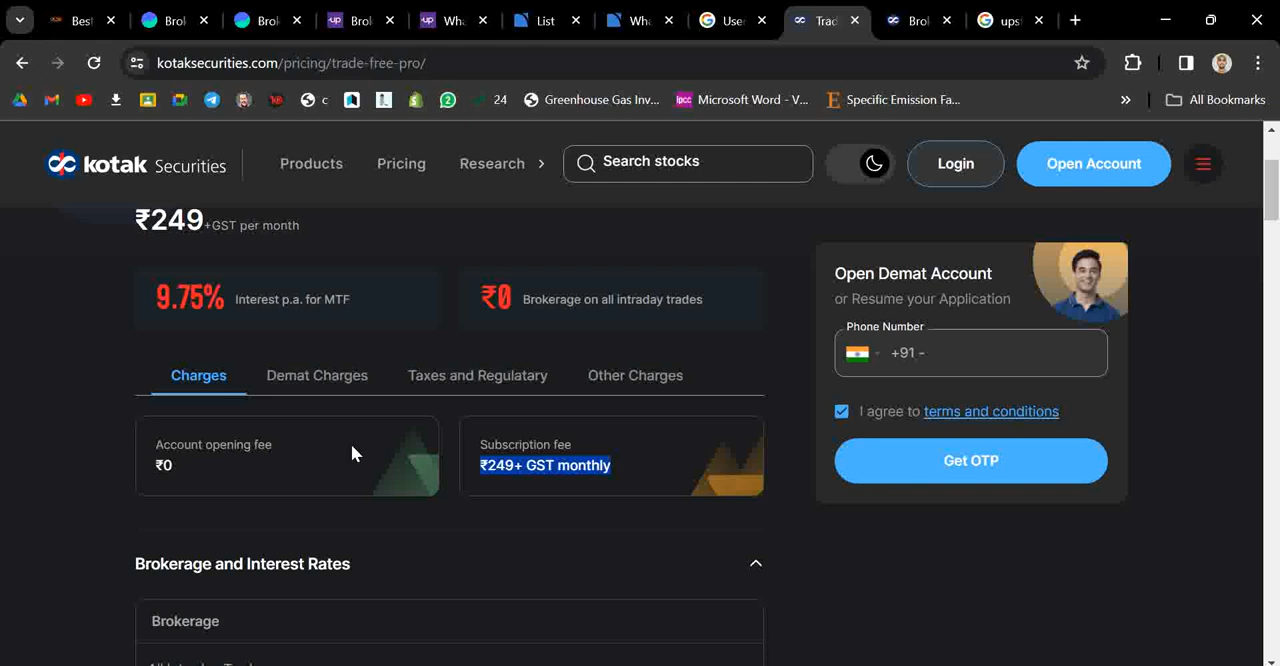 Best
Brol
Brol
Brol
Wha
List
Wha
User
Trad
Brol
ups
kotaksecurities.com/pricing/trade-free-pro/
c
24
Greenhouse Gas Inv...
ipcc Microsoft Word - V...
E Specific Emission Fa...
All Bookmarks
kotak Securities
Products
Pricing
Research
Search stocks
Login
Open Account
₹249+GST per month
9.75% Interest p.a. for MTF
₹0 Brokerage on all intraday trades
Open Demat Account
or Resume your Application
Phone Number
+91 -
I agree to terms and conditions
Get OTP
Charges
Demat Charges
Taxes and Regulatary
Other Charges
Account opening fee
₹0
Subscription fee
₹249+ GST monthly
Brokerage and Interest Rates
Brokerage